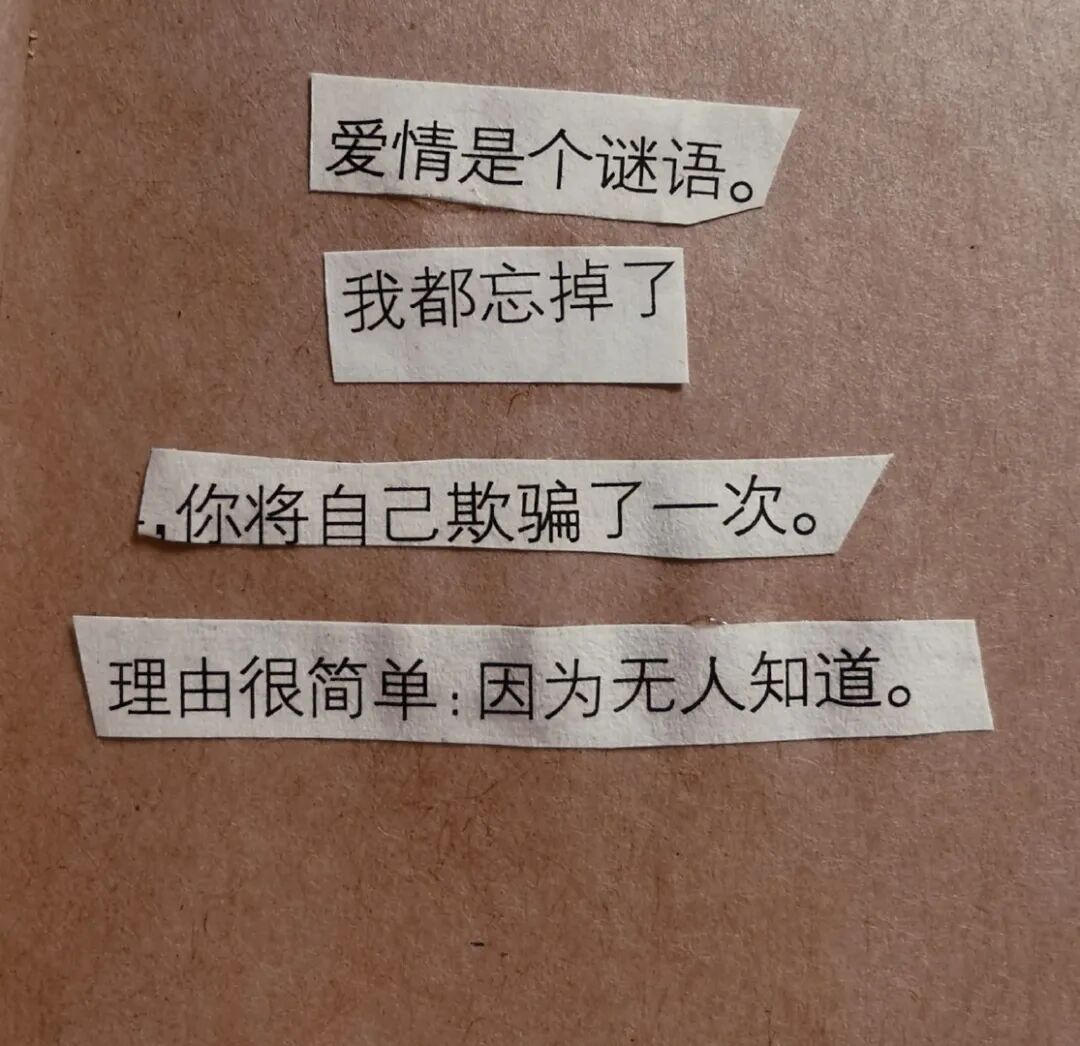 爱情是个谜语。
我都忘掉了
,你将自己欺骗了一次。
理由很简单:因为无人知道。